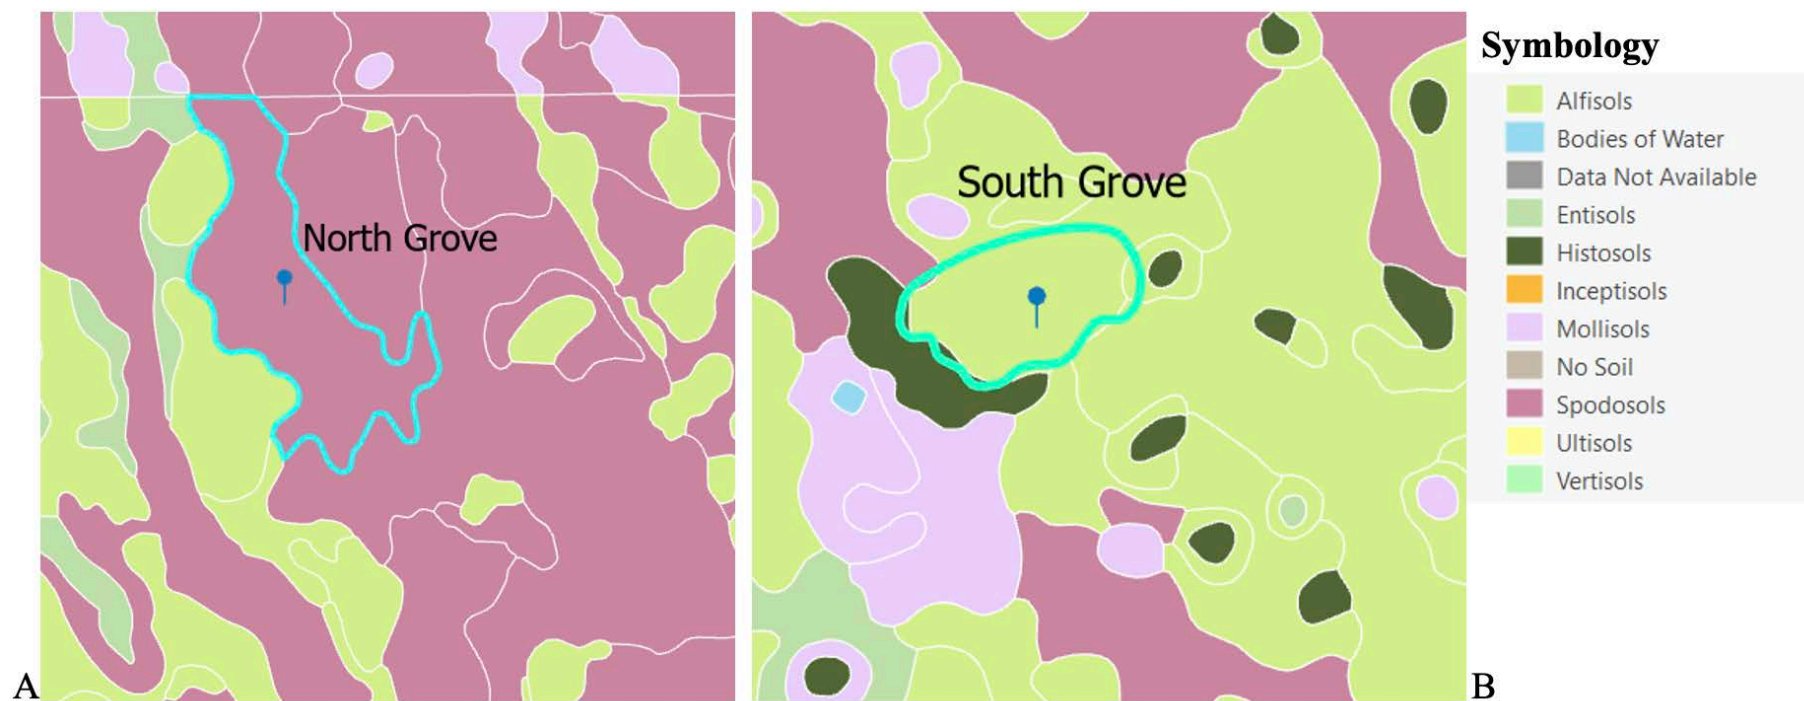 North Grove
A
South Grove
B
Symbology
Alfisols
Bodies of Water
Data Not Available
Entisols
Histosols
Inceptisols
Mollisols
No Soil
Spodosols
Ultisols
Vertisols